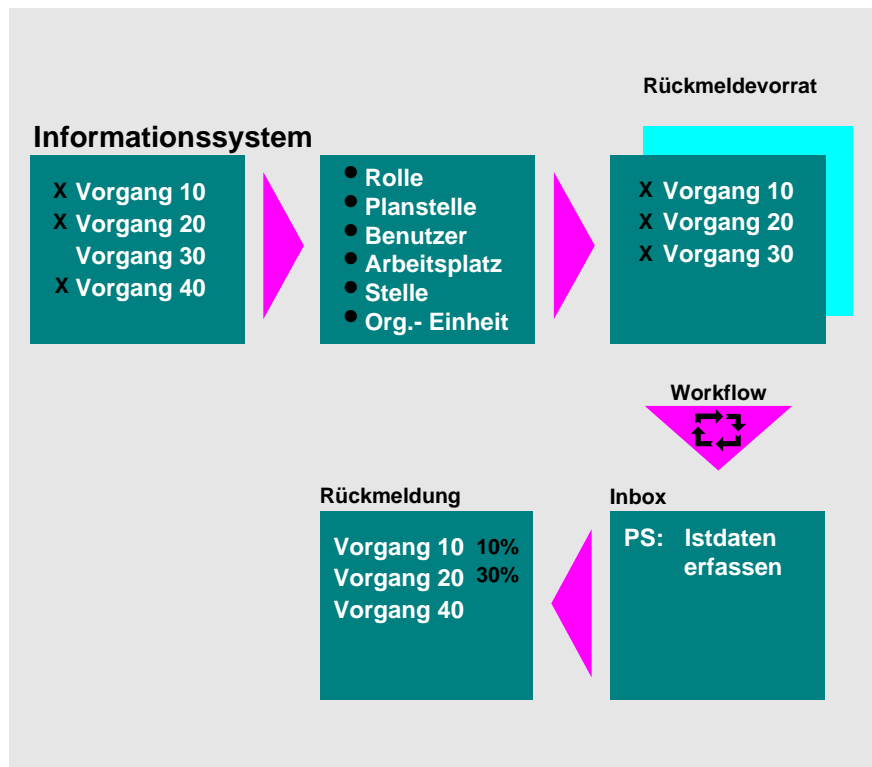 Rückmeldevorrat
Informationssystem
X Vorgang 10
X Vorgang 20
Vorgang 30
X Vorgang 40
● Rolle
● Planstelle
● Benutzer
● Arbeitsplatz
● Stelle
● Org.- Einheit
X Vorgang 10
X Vorgang 20
X Vorgang 30
Workflow
Rückmeldung
Vorgang 10 10%
Vorgang 20 30%
Vorgang 40
Inbox
PS: Istdaten
erfassen